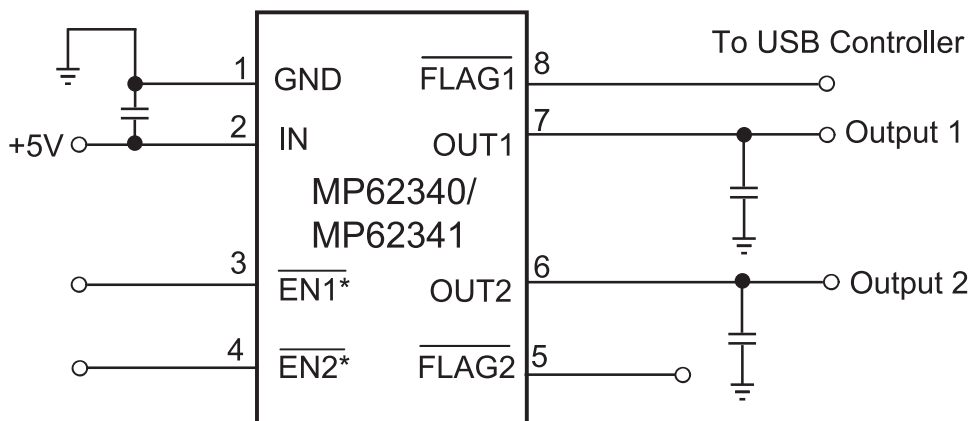 To USB Controller
1
GND
FLAG1
8
+5V
2
IN
OUT1
7
Output 1
MP62340/
MP62341
3
EN1*
OUT2
6
Output 2
4
EN2*
FLAG2
5